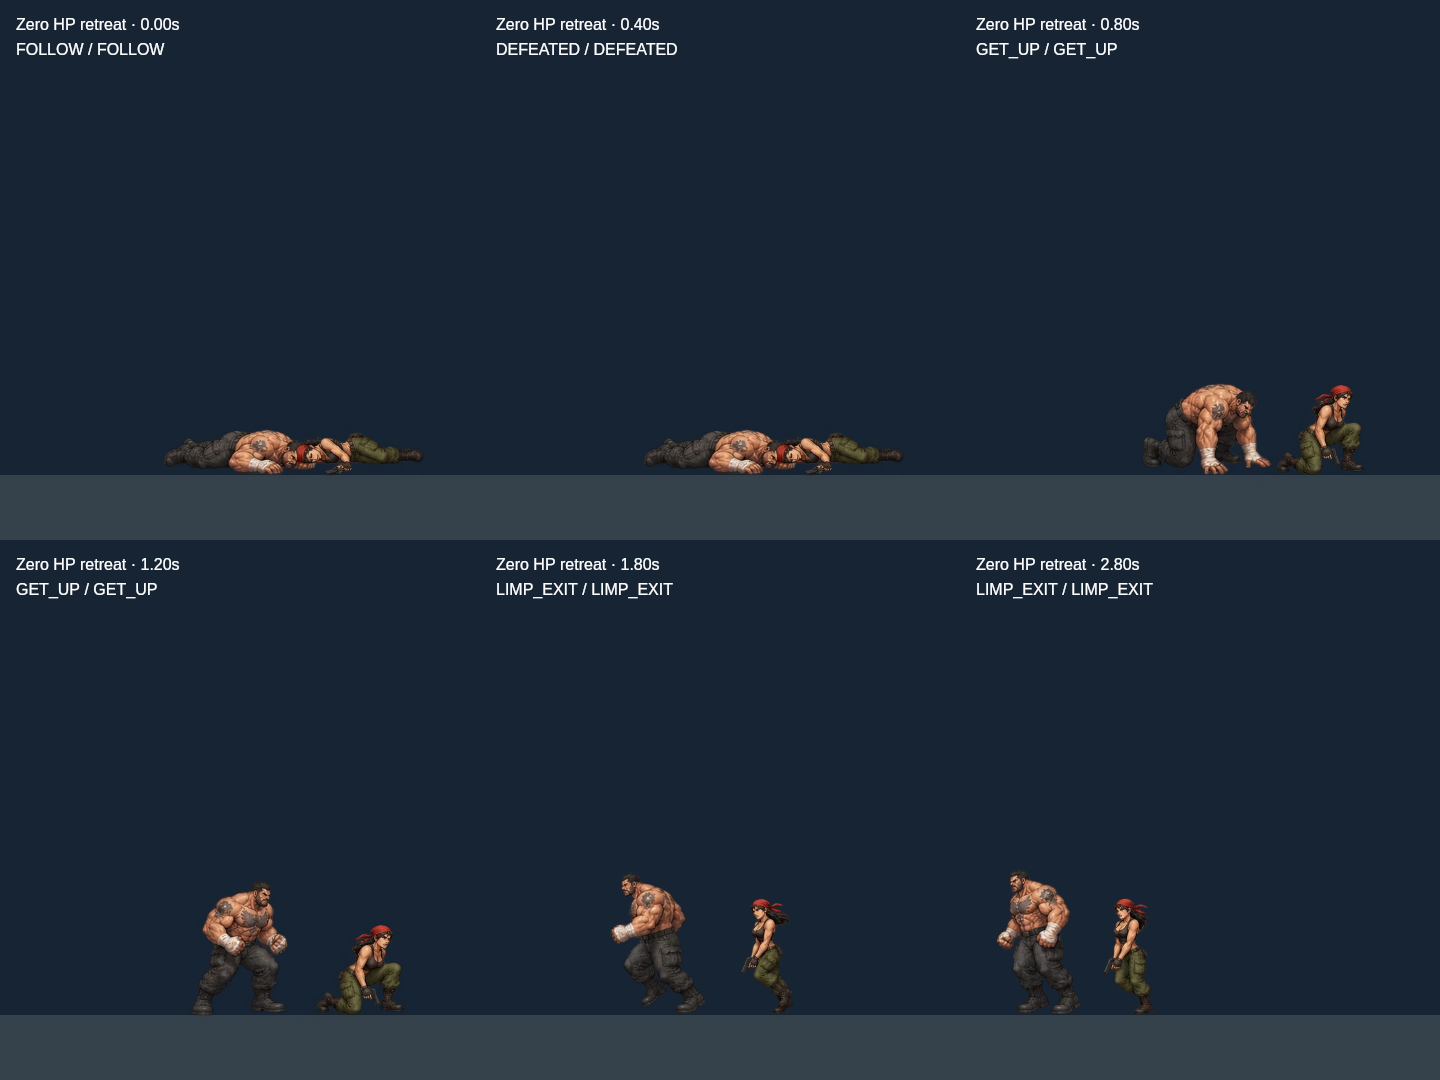 Zero HP retreat · 0.00s
FOLLOW / FOLLOW
Zero HP retreat · 0.40s
DEFEATED / DEFEATED
Zero HP retreat · 0.80s
GET_UP / GET_UP
Zero HP retreat · 1.20s
GET_UP / GET_UP
Zero HP retreat · 1.80s
LIMP_EXIT / LIMP_EXIT
Zero HP retreat · 2.80s
LIMP_EXIT / LIMP_EXIT